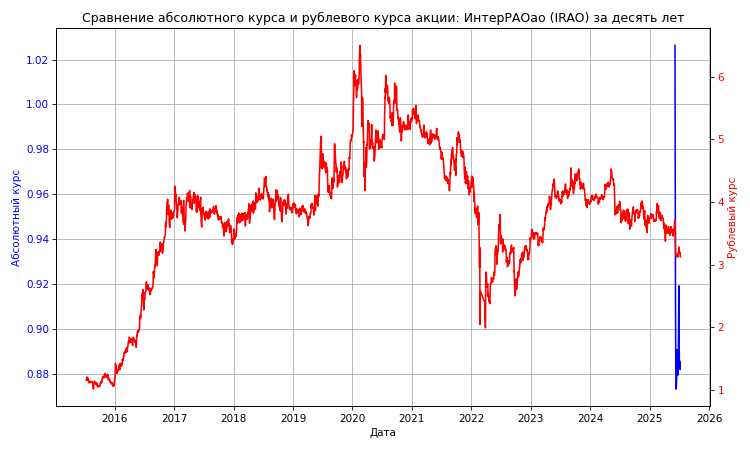 Сравнение абсолютного курса и рублевого курса акции: ИнтерРАОао (IRAO) за десять лет
1.02
1.00
0.98
0.96
0.94
0.92
0.90
0.88
Абсолютный курс
6
5
4
3
2
1
Рублевый курс
2016 2017 2018 2019 2020 2021 2022 2023 2024 2025 2026
Дата